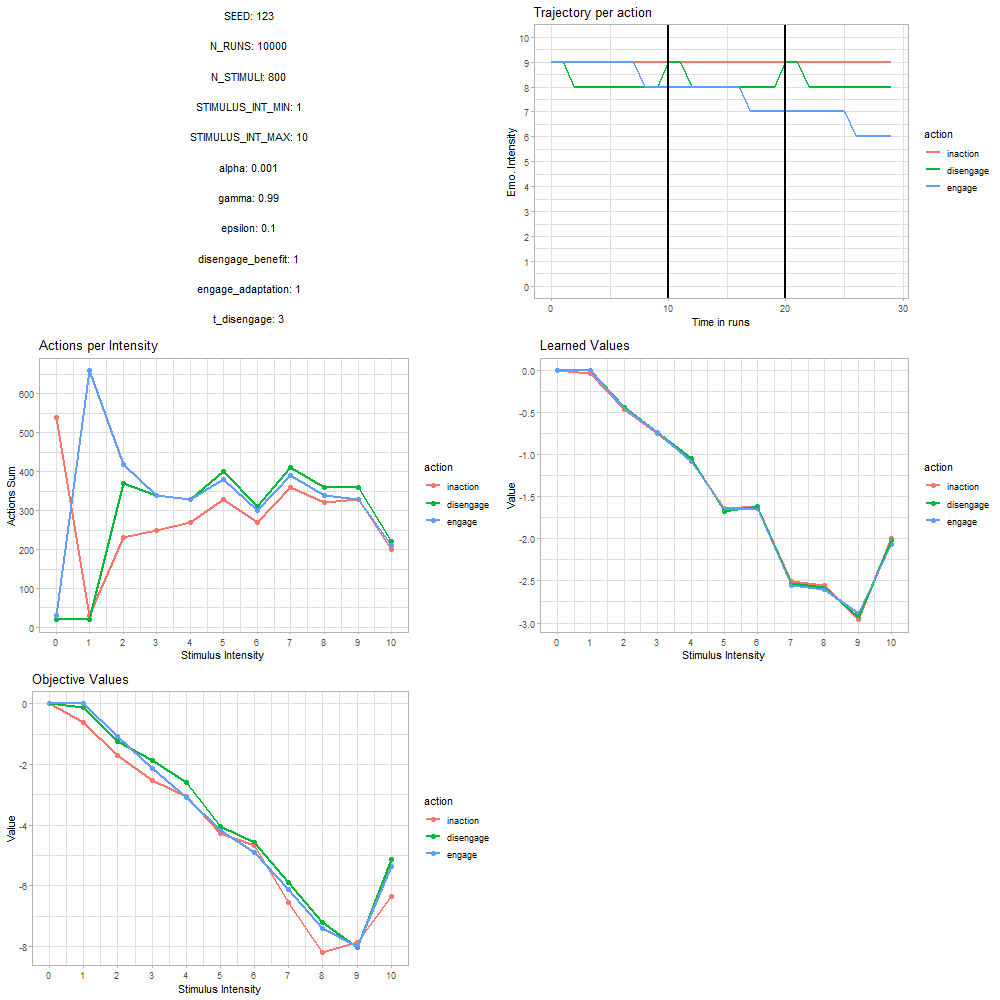 SEED: 123
N_RUNS: 10000
N_STIMULI: 800
STIMULUS_INT_MIN: 1
STIMULUS_INT_MAX: 10
alpha: 0.001
gamma: 0.99
epsilon: 0.1
disengage_benefit: 1
engage_adaptation: 1
t_disengage: 3
Trajectory per action
Emo. Intensity
10
9
8
7
6
5
4
3
2
1
0
0 10 20 30
Time in runs
action
inaction
disengage
engage
Actions per Intensity
Actions Sum
600
500
400
300
200
100
0
0 1 2 3 4 5 6 7 8 9 10
Stimulus Intensity
action
inaction
disengage
engage
Learned Values
Value
0.0
-0.5
-1.0
-1.5
-2.0
-2.5
-3.0
0 1 2 3 4 5 6 7 8 9 10
Stimulus Intensity
action
inaction
disengage
engage
Objective Values
Value
0
-2
-4
-6
-8
0 1 2 3 4 5 6 7 8 9 10
Stimulus Intensity
action
inaction
disengage
engage